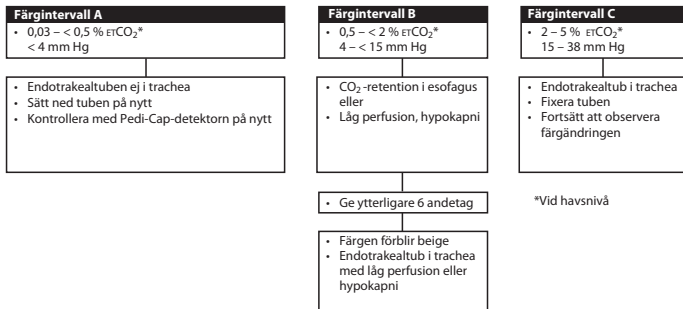 Färgintervall A
• 0,03 – < 0,5 % ETCO₂*
< 4 mm Hg
• Endotrakealtuben ej i trachea
• Sätt ned tuben på nytt
• Kontrollera med Pedi-Cap-detektorn på nytt
Färgintervall B
• 0,5 – < 2 % ETCO₂*
4 – < 15 mm Hg
• CO₂ -retention i esofagus
eller
• Låg perfusion, hypokapni
• Ge ytterligare 6 andetag
• Färgen förblir beige
• Endotrakealtub i trachea
med låg perfusion eller
hypokapni
Färgintervall C
• 2 – 5 % ETCO₂*
15 – 38 mm Hg
• Endotrakealtub i trachea
• Fixera tuben
• Fortsätt att observera
färgändringen
*Vid havsnivå